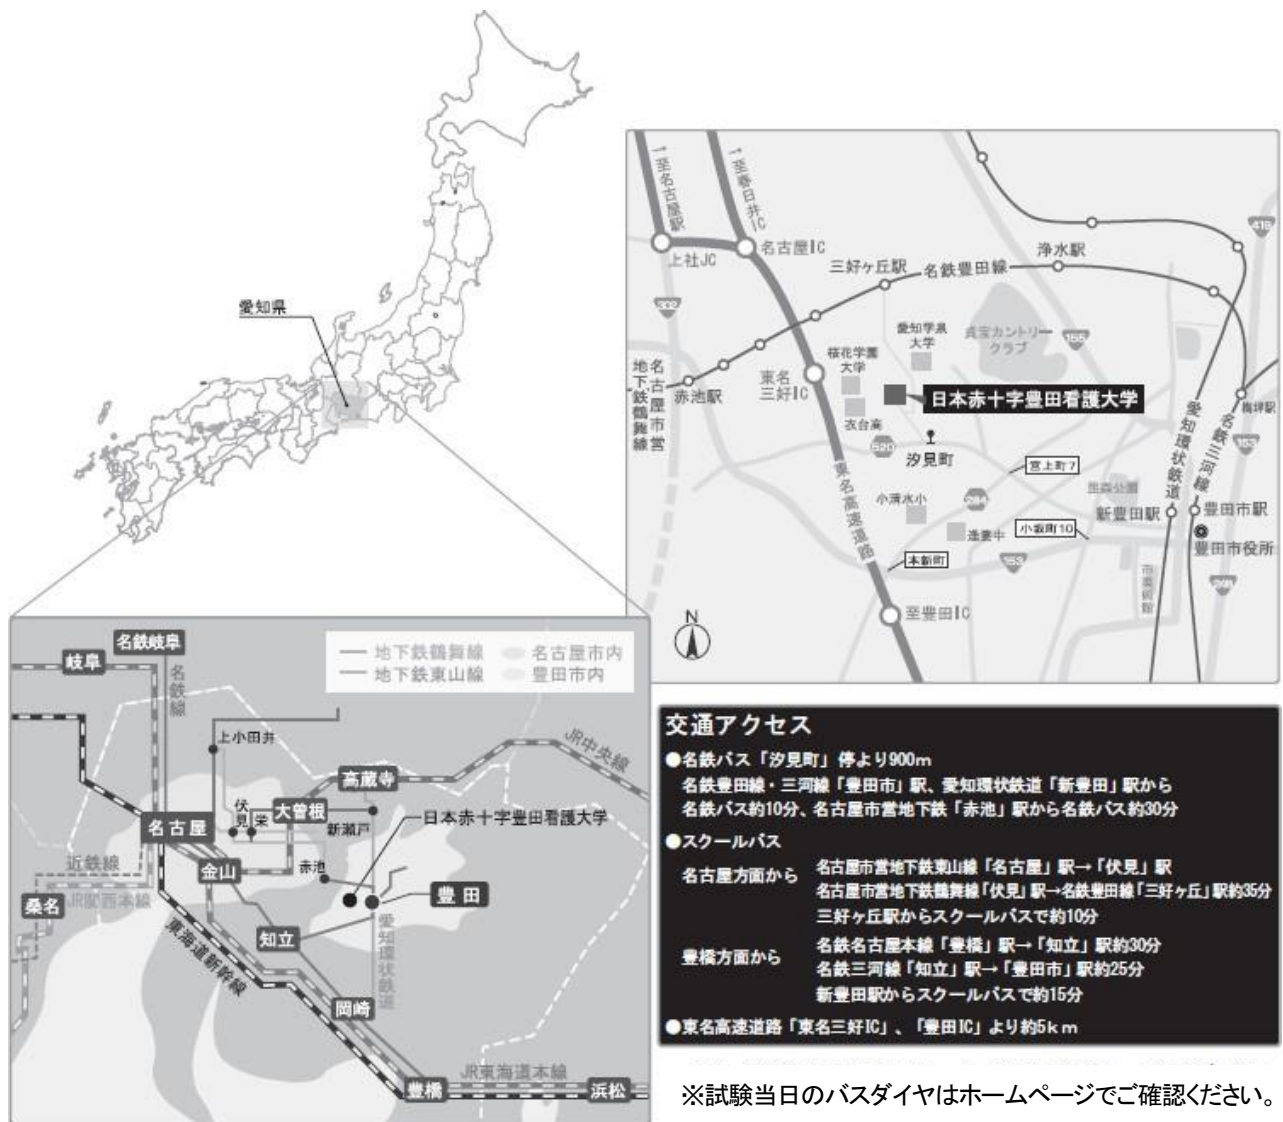 愛知県
↑至名古屋駅
↑至春日井IC
上社JC
名古屋IC
三好ヶ丘駅
名鉄豊田線
浄水駅
419
302
愛知学泉
大学
貞宝カントリー
クラブ
155
桜花学園
大学
東名
三好IC
名古屋市営
地下鉄鶴舞線
赤池駅
日本赤十字豊田看護大学
衣台高
梅坪駅
520
汐見町
愛知環状鉄道
名鉄三河線
153
宮上町7
東名高速道路
小清水小
284
新豊田駅
豊田市駅
逢妻中
小坂町10
豊田市役所
本新町
153
248
市美術館
至豊田IC
N
名鉄岐阜
岐阜
名鉄線
地下鉄鶴舞線
名古屋市内
地下鉄東山線
豊田市内
上小田井
JR中央線
高蔵寺
大曽根
伏見
栄
新瀬戸
日本赤十字豊田看護大学
名古屋
近鉄線
金山
赤池
JR関西本線
桑名
豊田
知立
愛知環状鉄道
東海道新幹線
岡崎
JR東海道本線
豊橋
浜松
交通アクセス
●名鉄バス「汐見町」停より900m
名鉄豊田線・三河線「豊田市」駅、愛知環状鉄道「新豊田」駅から
名鉄バス約10分、名古屋市営地下鉄「赤池」駅から名鉄バス約30分
●スクールバス
名古屋方面から 名古屋市営地下鉄東山線「名古屋」駅→「伏見」駅
名古屋市営地下鉄鶴舞線「伏見」駅→名鉄豊田線「三好ヶ丘」駅約35分
三好ヶ丘駅からスクールバスで約10分
豊橋方面から 名鉄名古屋本線「豊橋」駅→「知立」駅約30分
名鉄三河線「知立」駅→「豊田市」駅約25分
新豊田駅からスクールバスで約15分
●東名高速道路「東名三好IC」、「豊田IC」より約5km
※試験当日のバスダイヤはホームページでご確認ください。